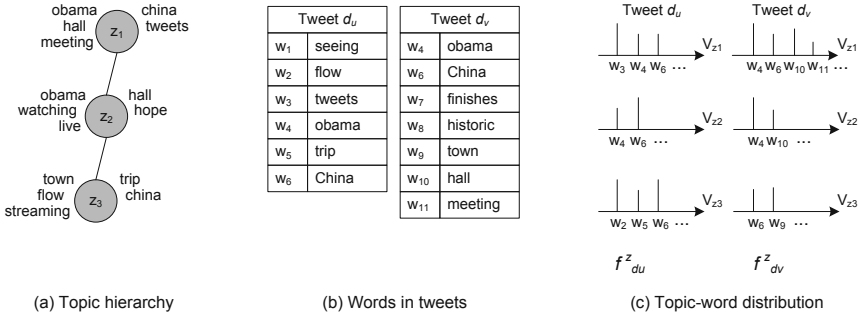 obama china
hall tweets
meeting z1
obama hall
watching hope
live z2
town trip
flow china
streaming z3
(a) Topic hierarchy
Tweet du
w1 seeing
w2 flow
w3 tweets
w4 obama
w5 trip
w6 China
Tweet dv
w4 obama
w6 China
w7 finishes
w8 historic
w9 town
w10 hall
w11 meeting
(b) Words in tweets
Tweet du Tweet dv
Vz1 Vz1
w3 w4 w6 ... w4 w6 w10 w11 ...
Vz2 Vz2
w4 w6 ... w4 w10 ...
Vz3 Vz3
w2 w5 w6 ... w6 w9 ...
f z du f z dv
(c) Topic-word distribution